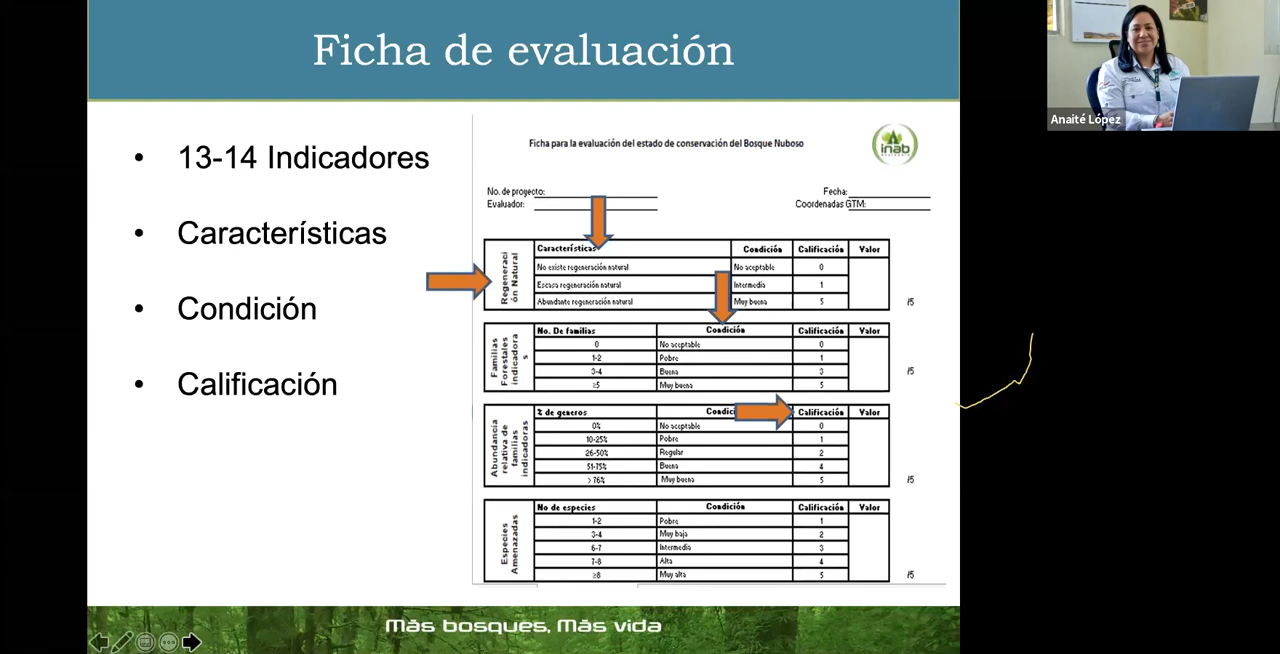 Ficha de evaluación
Anaité López
• 13-14 Indicadores
• Características
• Condición
• Calificación
Ficha para la evaluación del estado de conservación del Bosque Nuboso
inab
No. de proyecto:
Fecha:
Evaluador:
Coordenadas GTM:
Regeneraci
ón Natural
Características Condición Calificación Valor
No existe regeneración natural No aceptable 0
Escasa regeneración natural Intermedia 1
Abundante regeneración natural Muy buena 5 /5
Familias
Forestales
indicadora
s
No. De familias Condición Calificación Valor
0 No aceptable 0
1-2 Pobre 1
3-4 Buena 3 /5
≥5 Muy buena 5
Abundancia
relativa de
familias
indicadoras
% de generos Condici Calificación Valor
0% No aceptable 0
10-25% Pobre 1
26-50% Regular 2
51-75% Buena 4
> 76% Muy buena 5 /5
Especies
Amenazadas
No de especies Condición Calificación Valor
1-2 Pobre 1
3-4 Muy baja 2
6-7 Intermedia 3
7-8 Alta 4
≥8 Muy alta 5 /5
Más bosques, Más vida